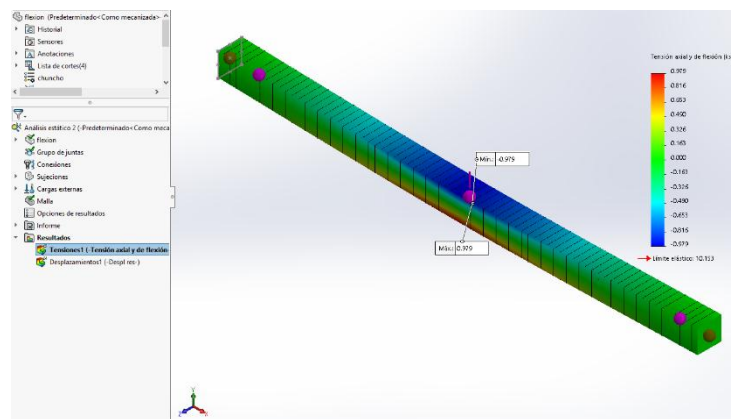 flexion (Predeterminado<Como mecanizada>)
Historial
Sensores
Anotaciones
Lista de cortes(4)
chuncho
Análisis estático 2 (-Predeterminado<Como meca
flexion
Grupo de juntas
Conexiones
Sujeciones
Cargas externas
Malla
Opciones de resultados
Informe
Resultados
Tensiones1 (-Tensión axial y de flexión
Desplazamientos1 (-Despl res-)
Mín.: -0.979
Máx.: 0.979
Tensión axial y de flexión
0.979
0.816
0.653
0.490
0.326
0.163
0.000
-0.163
-0.326
-0.490
-0.653
-0.816
-0.979
Límite elástico: 10.153
Y
Z
X